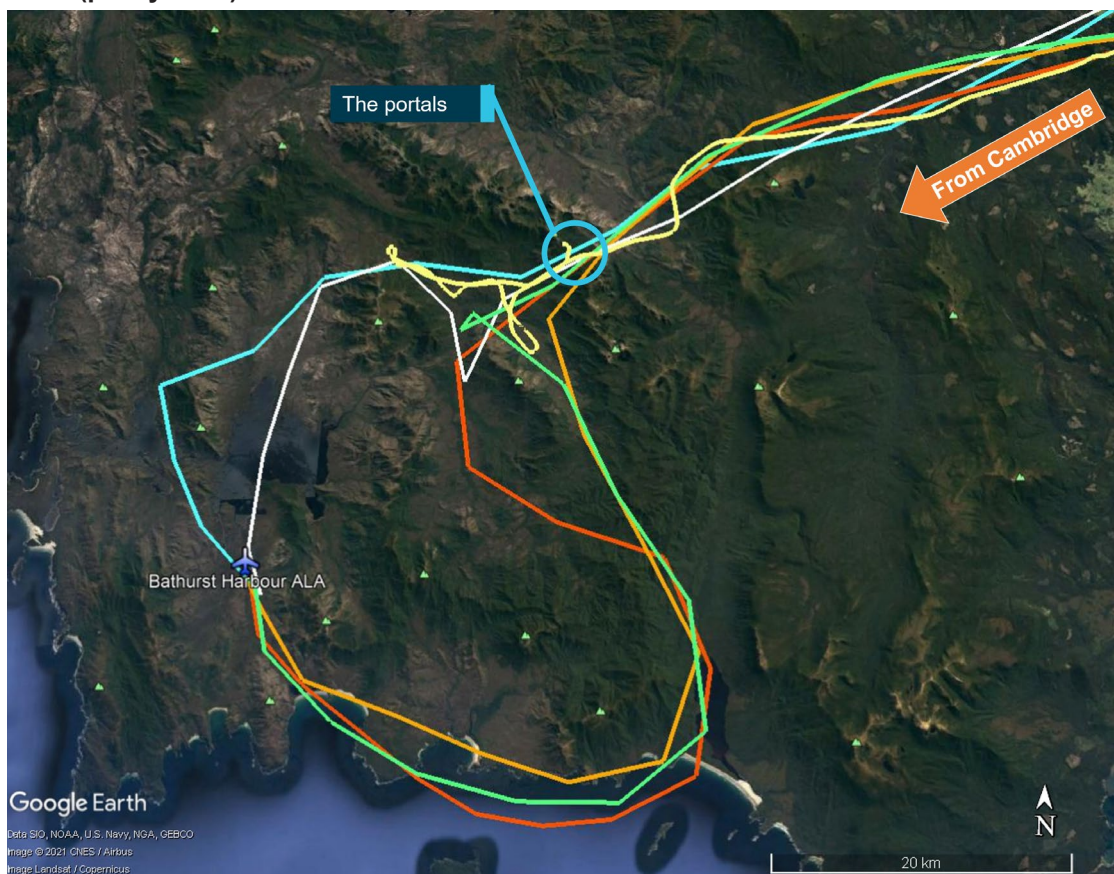 The portals
From Cambridge
Bathurst Harbour ALA
Google Earth
N
Data SIO, NOAA, U.S. Navy, NGA, GEBCO
Image © 2021 CNES / Airbus
Image Landsat / Copernicus
20 km